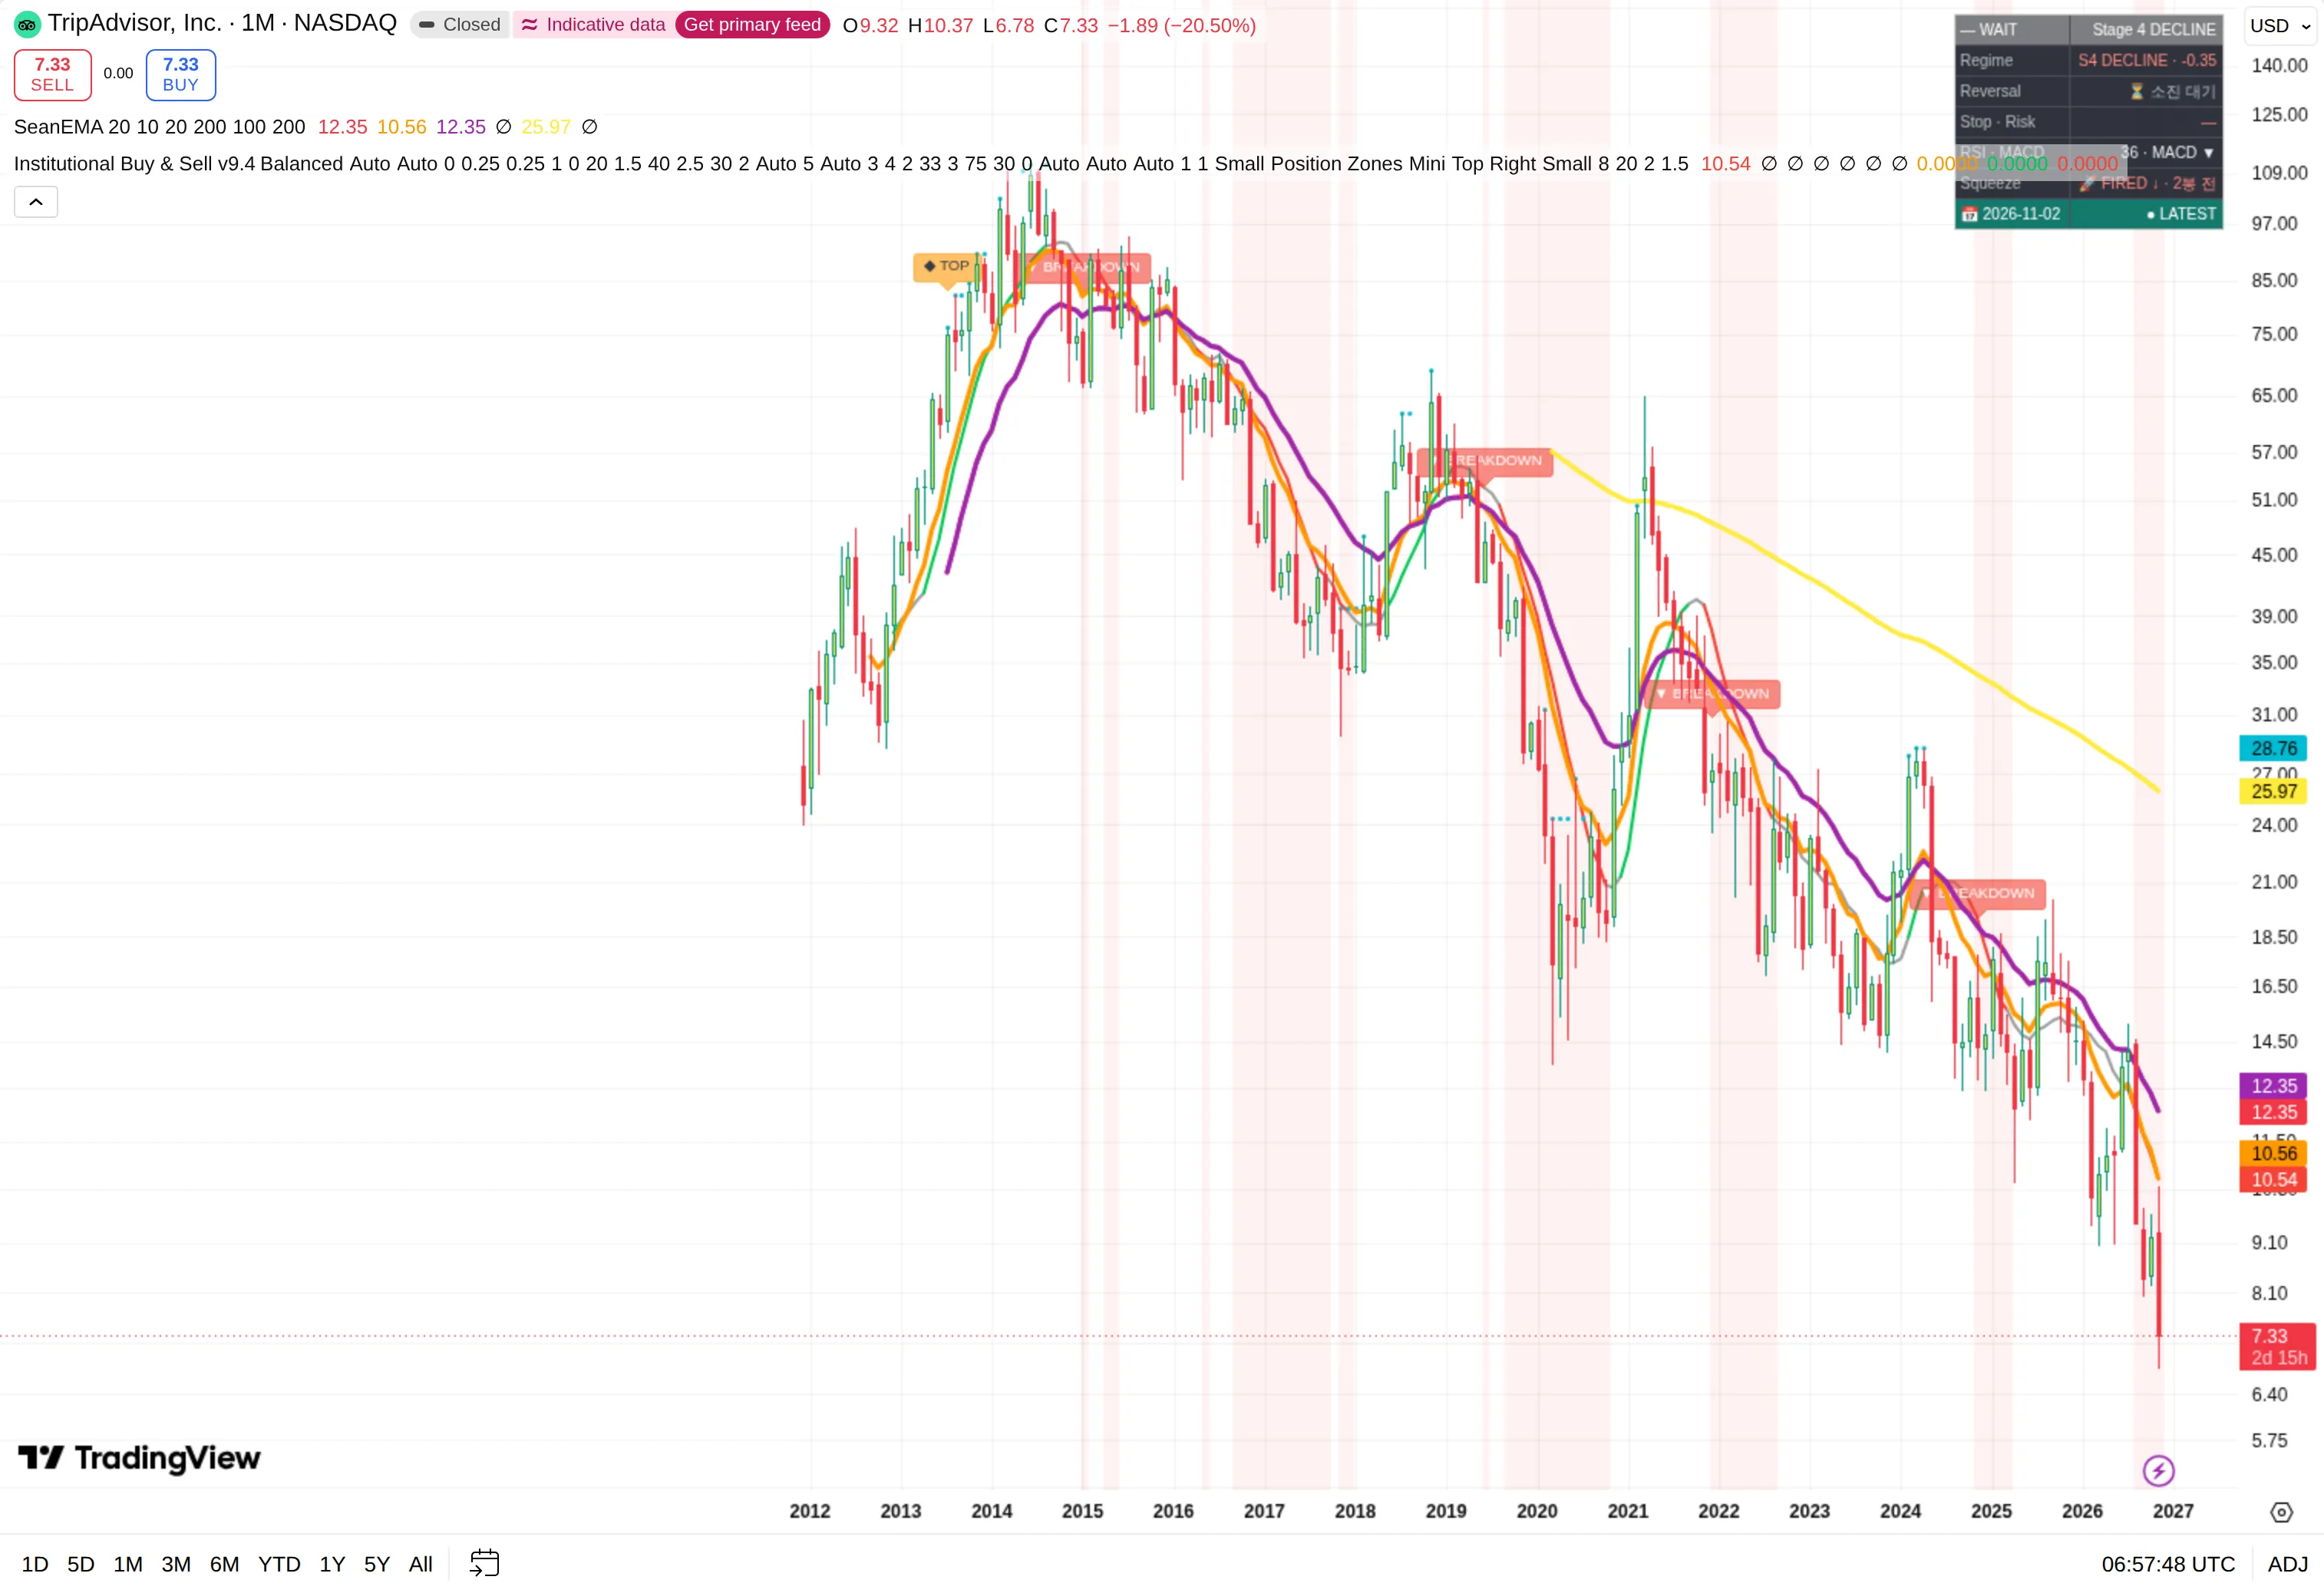 TripAdvisor, Inc. · 1M · NASDAQ Closed Indicative data Get primary feed O9.32 H10.37 L6.78 C7.33 −1.89 (−20.50%)
7.33 SELL 0.00 7.33 BUY
SeanEMA 20 10 20 200 100 200 12.35 10.56 12.35 ∅ 25.97 ∅
Institutional Buy & Sell v9.4 Balanced Auto Auto 0 0.25 0.25 1 0 20 1.5 40 2.5 30 2 Auto 5 Auto 3 4 2 33 3 75 30 0 Auto Auto Auto 1 1 Small Position Zones Mini Top Right Small 8 20 2 1.5 10.54 ∅ ∅ ∅ ∅ ∅ ∅ 0.0000 0.0000 0.0000
— WAIT Stage 4 DECLINE
Regime S4 DECLINE · -0.35
Reversal ⏳ 소진 대기
Stop · Risk —
RSI · MACD 36 · MACD ▼
Squeeze 🚀 FIRED ↓ · 2봉 전
📅 2026-11-02 ● LATEST
USD
140.00
125.00
109.00
97.00
85.00
75.00
65.00
57.00
51.00
45.00
39.00
35.00
31.00
28.76
27.00
25.97
24.00
21.00
18.50
16.50
14.50
12.35
12.35
11.50
10.56
10.54
9.10
8.10
7.33
2d 15h
6.40
5.75
◆ TOP
BREAKDOWN
BREAKDOWN
▼ BREAKDOWN
▼ BREAKDOWN
TradingView
2012 2013 2014 2015 2016 2017 2018 2019 2020 2021 2022 2023 2024 2025 2026 2027
1D 5D 1M 3M 6M YTD 1Y 5Y All
06:57:48 UTC ADJ